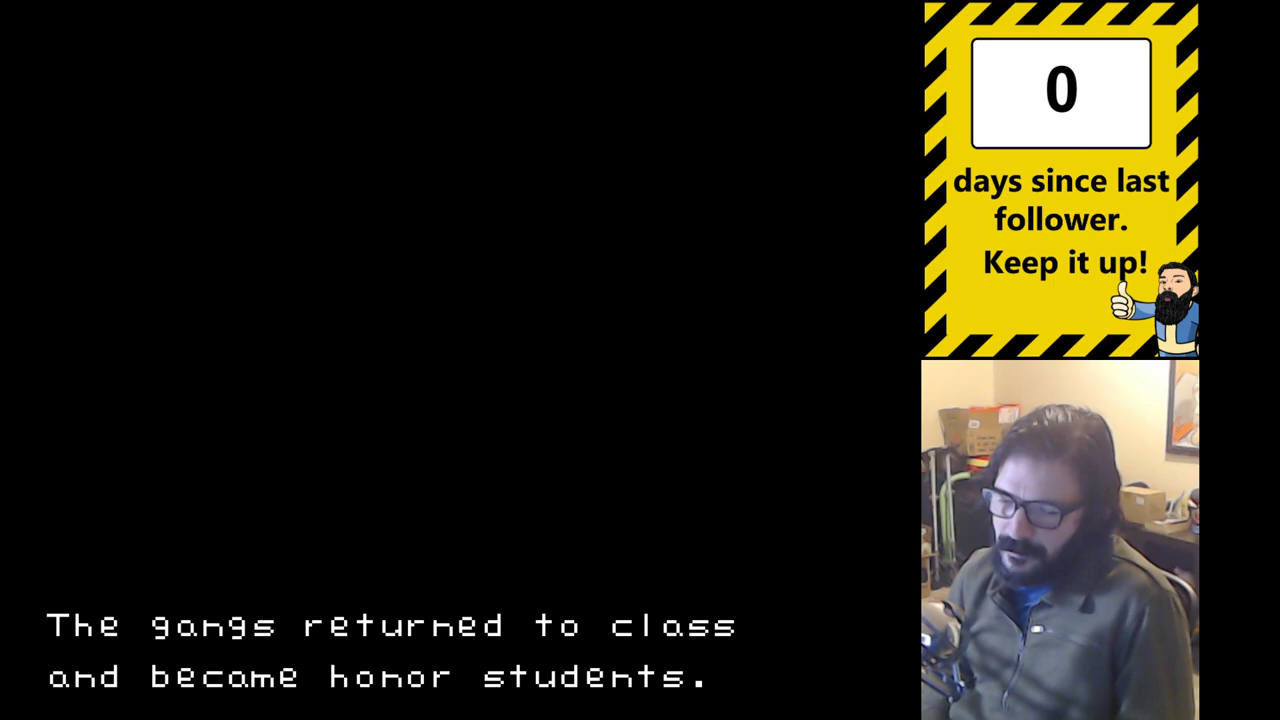 0
days since last
follower.
Keep it up!
The gangs returned to class
and became honor students.